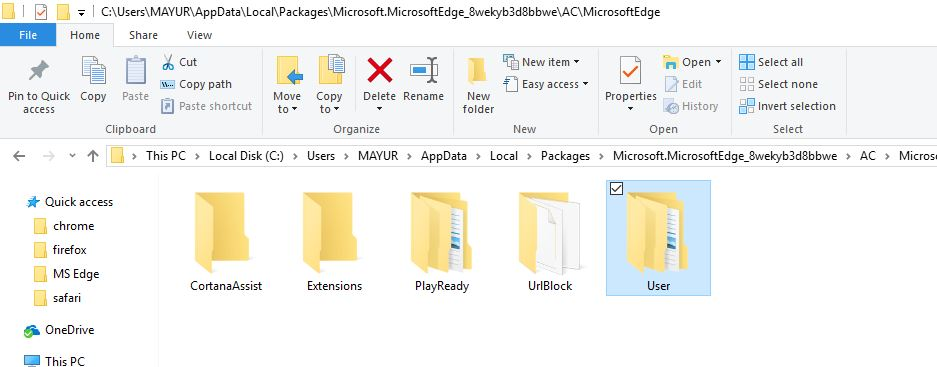 C:\Users\MAYUR\AppData\Local\Packages\Microsoft.MicrosoftEdge_8wekyb3d8bbwe\AC\MicrosoftEdge
File Home Share View
Pin to Quick access
Copy
Paste
Cut
Copy path
Paste shortcut
Clipboard
Move to
Copy to
Delete
Rename
Organize
New folder
New item
Easy access
New
Properties
Open
Edit
History
Open
Select all
Select none
Invert selection
Select
This PC > Local Disk (C:) > Users > MAYUR > AppData > Local > Packages > Microsoft.MicrosoftEdge_8wekyb3d8bbwe > AC > Micros
Quick access
chrome
firefox
MS Edge
safari
OneDrive
This PC
CortanaAssist
Extensions
PlayReady
UrlBlock
User